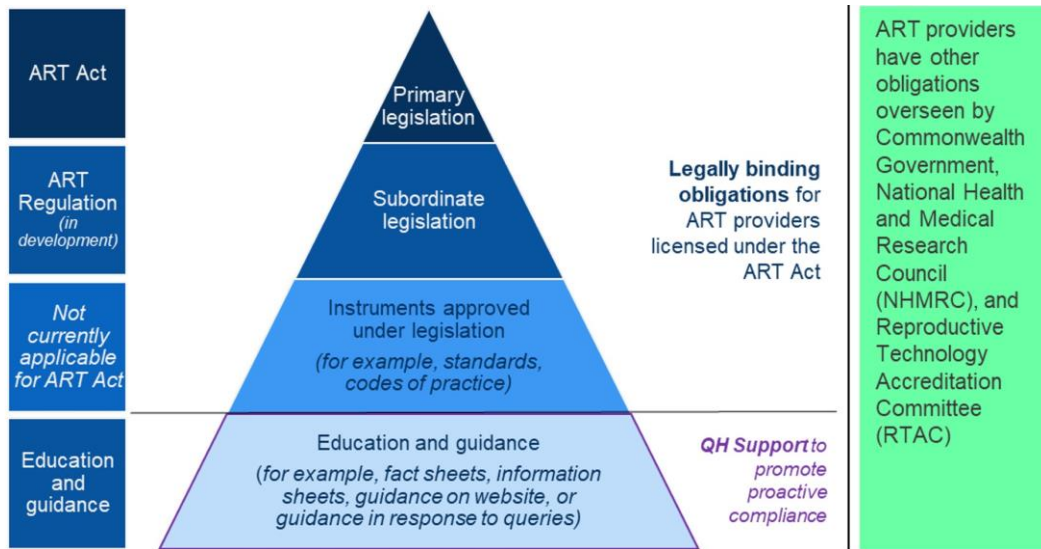 ART Act
Primary
legislation
ART
Regulation
(in
development)
Subordinate
legislation
Legally binding
obligations for
ART providers
licensed under the
ART Act
Not
currently
applicable
for ART Act
Instruments approved
under legislation
(for example, standards,
codes of practice)
Education
and
guidance
Education and guidance
(for example, fact sheets, information
sheets, guidance on website, or
guidance in response to queries)
QH Support to
promote
proactive
compliance
ART providers
have other
obligations
overseen by
Commonwealth
Government,
National Health
and Medical
Research
Council
(NHMRC), and
Reproductive
Technology
Accreditation
Committee
(RTAC)